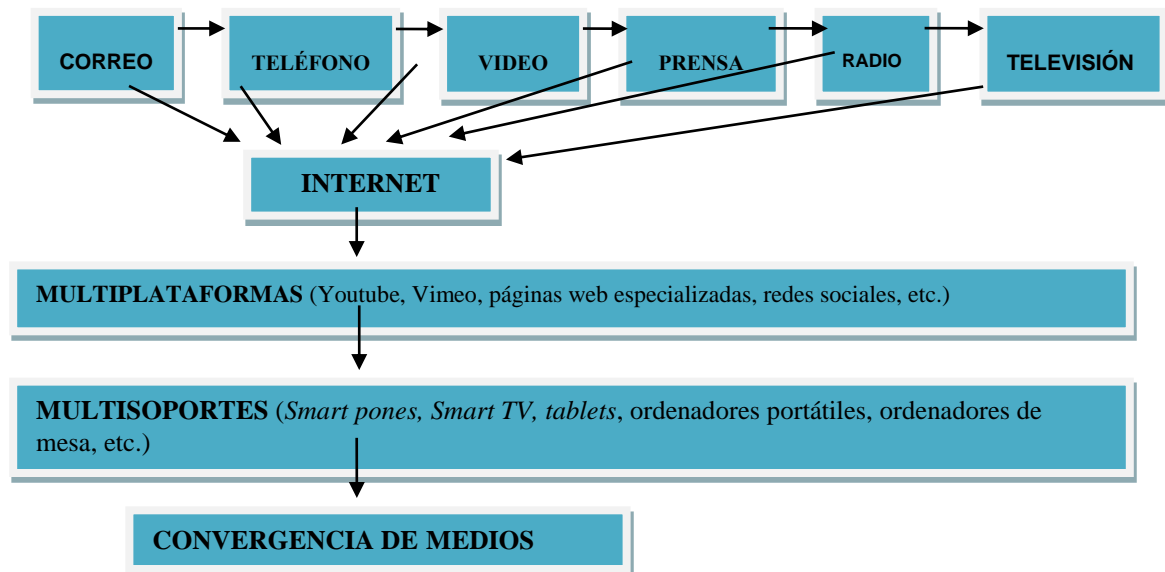 CORREO
TELÉFONO
VIDEO
PRENSA
RADIO
TELEVISIÓN
INTERNET
MULTIPLATAFORMAS (Youtube, Vimeo, páginas web especializadas, redes sociales, etc.)
MULTISOPORTES (Smart pones, Smart TV, tablets, ordenadores portátiles, ordenadores de
mesa, etc.)
CONVERGENCIA DE MEDIOS